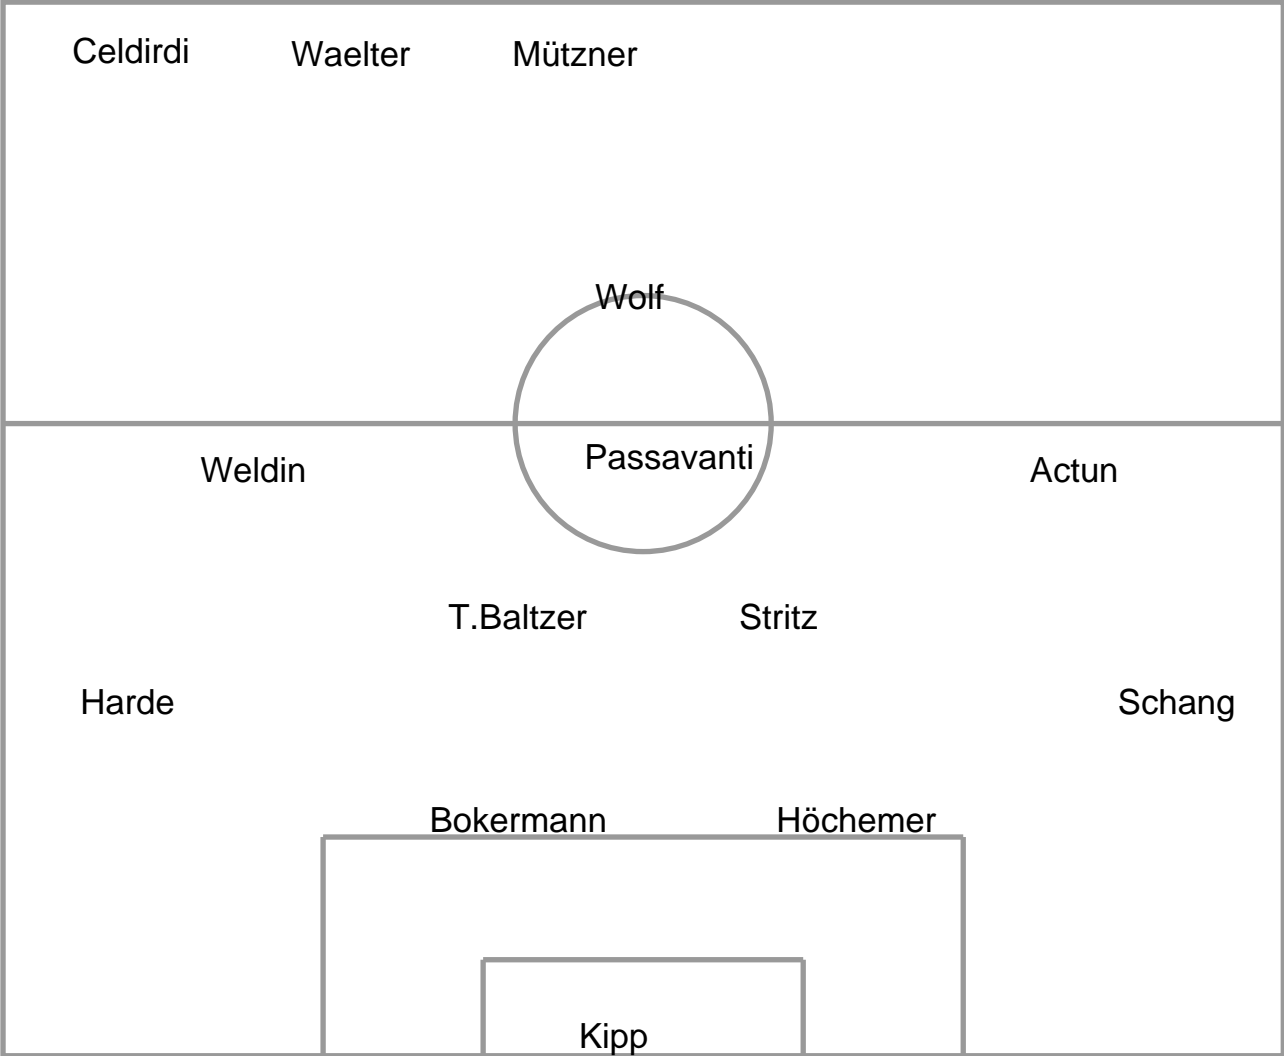 Celdirdi Waelter Mützner
Wolf
Weldin Passavanti Actun
T.Baltzer Stritz
Harde Schang
Bokermann Höchemer
Kipp